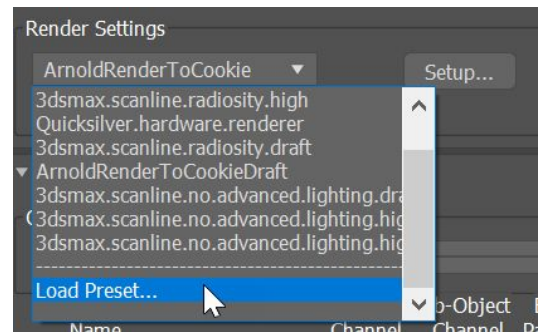 Render Settings
ArnoldRenderToCookie
Setup...
3dsmax.scanline.radiosity.high
Quicksilver.hardware.renderer
3dsmax.scanline.radiosity.draft
ArnoldRenderToCookieDraft
3dsmax.scanline.no.advanced.lighting.dra
3dsmax.scanline.no.advanced.lighting.hig
3dsmax.scanline.no.advanced.lighting.hig
Load Preset...
b-Object
Name Channel Channel